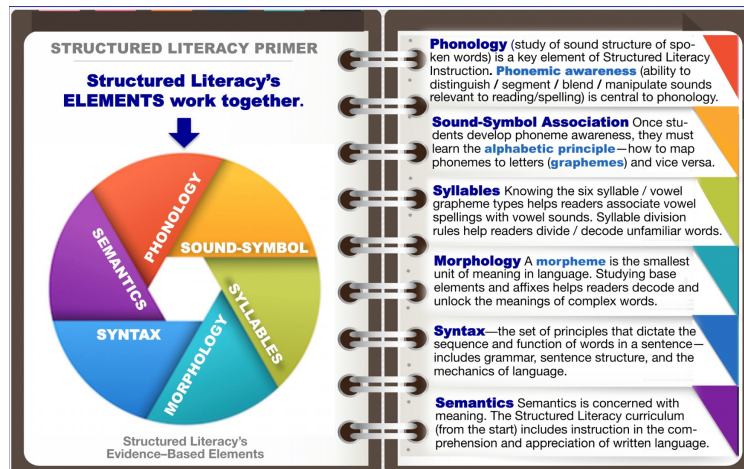 STRUCTURED LITERACY PRIMER
Structured Literacy's
ELEMENTS work together.
PHONOLOGY
SOUND-SYMBOL
SYLLABLES
MORPHOLOGY
SYNTAX
SEMANTICS
Structured Literacy's
Evidence–Based Elements
Phonology (study of sound structure of spo-
ken words) is a key element of Structured Literacy
Instruction. Phonemic awareness (ability to
distinguish / segment / blend / manipulate sounds
relevant to reading/spelling) is central to phonology.
Sound-Symbol Association Once stu-
dents develop phoneme awareness, they must
learn the alphabetic principle—how to map
phonemes to letters (graphemes) and vice versa.
Syllables Knowing the six syllable / vowel
grapheme types helps readers associate vowel
spellings with vowel sounds. Syllable division
rules help readers divide / decode unfamiliar words.
Morphology A morpheme is the smallest
unit of meaning in language. Studying base
elements and affixes helps readers decode and
unlock the meanings of complex words.
Syntax—the set of principles that dictate the
sequence and function of words in a sentence—
includes grammar, sentence structure, and the
mechanics of language.
Semantics Semantics is concerned with
meaning. The Structured Literacy curriculum
(from the start) includes instruction in the com-
prehension and appreciation of written language.